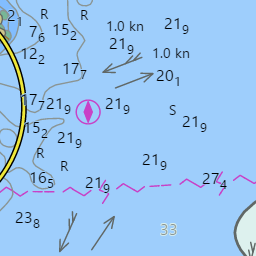 2₁ R R
7₆ 15₂ 1.0 kn 21₉
21₉
12₂ 1.0 kn
17₇ 20₁
17₇ 21₉ 21₉ S
21₉
15₂ 21₉
R 21₉
R
16₅ 21₉ 27₄
23₈
33